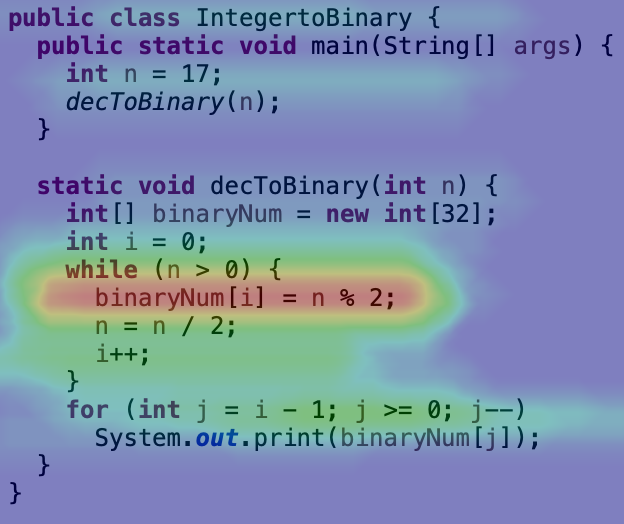 public class IntegertoBinary {
  public static void main(String[] args) {
    int n = 17;
    decToBinary(n);
  }

  static void decToBinary(int n) {
    int[] binaryNum = new int[32];
    int i = 0;
    while (n > 0) {
      binaryNum[i] = n % 2;
      n = n / 2;
      i++;
    }
    for (int j = i - 1; j >= 0; j--)
      System.out.print(binaryNum[j]);
  }
}